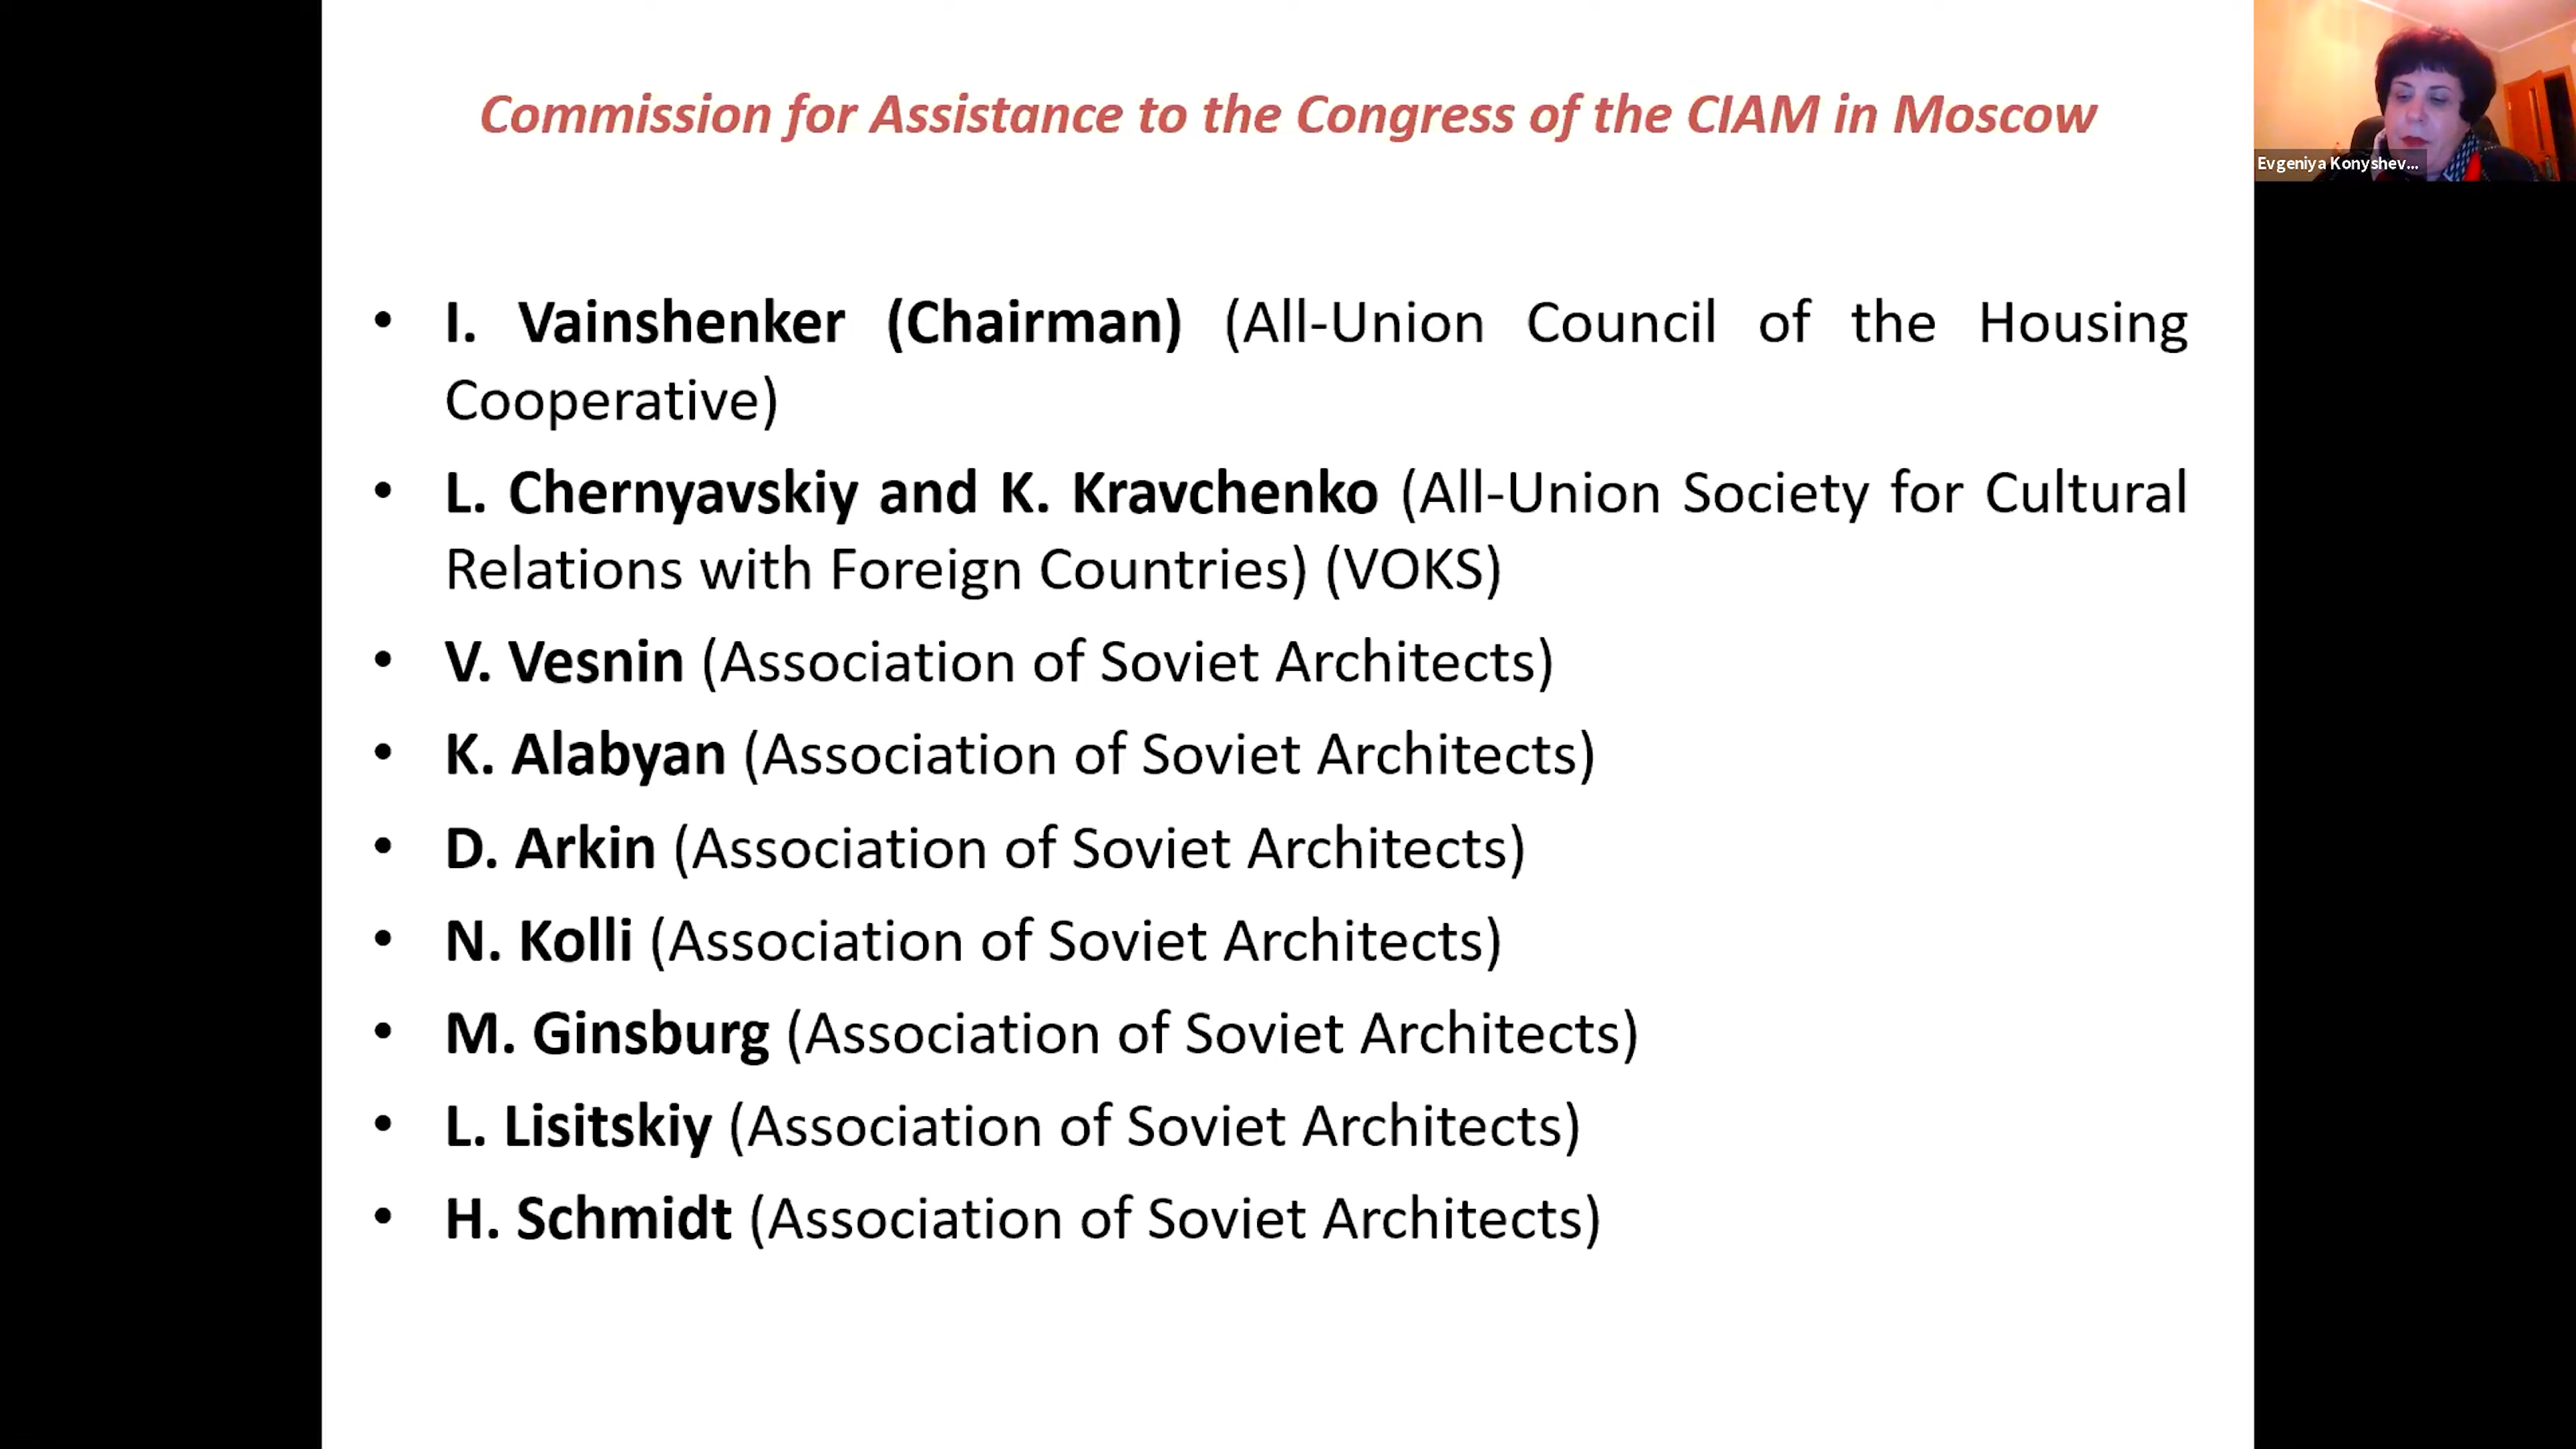 Commission for Assistance to the Congress of the CIAM in Moscow
Evgeniya Konyshev...
• I. Vainshenker (Chairman) (All-Union Council of the Housing
Cooperative)
• L. Chernyavskiy and K. Kravchenko (All-Union Society for Cultural
Relations with Foreign Countries) (VOKS)
• V. Vesnin (Association of Soviet Architects)
• K. Alabyan (Association of Soviet Architects)
• D. Arkin (Association of Soviet Architects)
• N. Kolli (Association of Soviet Architects)
• M. Ginsburg (Association of Soviet Architects)
• L. Lisitskiy (Association of Soviet Architects)
• H. Schmidt (Association of Soviet Architects)